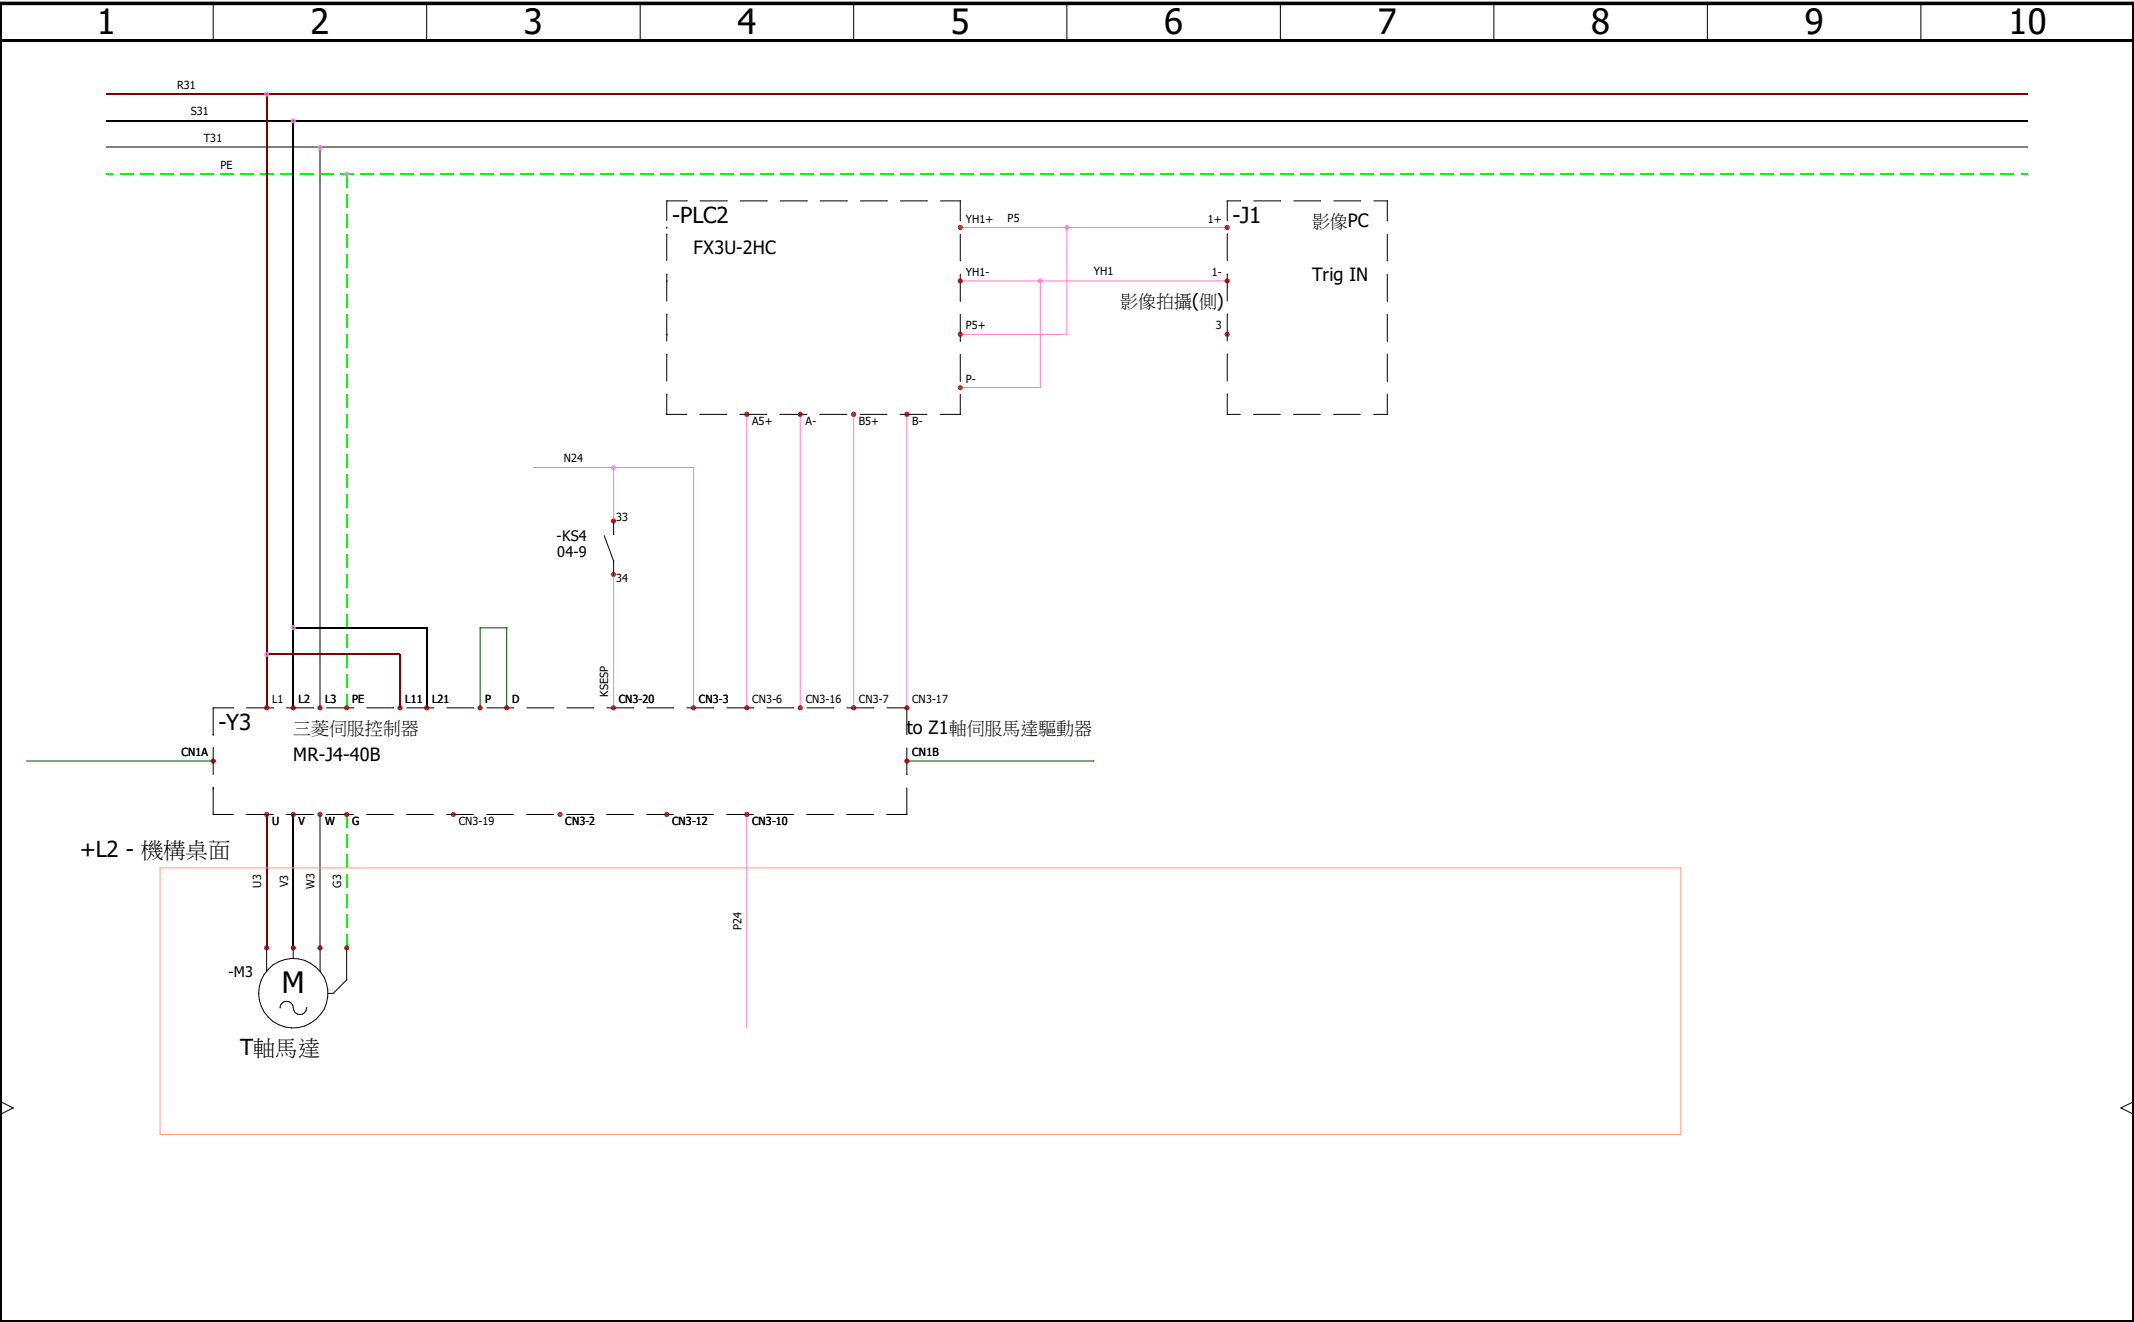 1 2 3 4 5 6 7 8 9 10
R31
S31
T31
PE
-PLC2
FX3U-2HC
YH1+ P5
YH1- YH1
P5+
P-
1+
1-
影像拍攝(側)
3
-J1
影像PC
Trig IN
A5+ A- B5+ B-
N24
33
-KS4
04-9
34
KSESP
L1 L2 L3 PE L11 L21 P D CN3-20 CN3-3 CN3-6 CN3-16 CN3-7 CN3-17
-Y3
三菱伺服控制器
MR-J4-40B
to Z1軸伺服馬達驅動器
CN1A
CN1B
U V W G CN3-19 CN3-2 CN3-12 CN3-10
+L2 - 機構桌面
U3 V3 W3 G3
P24
-M3
M
T軸馬達